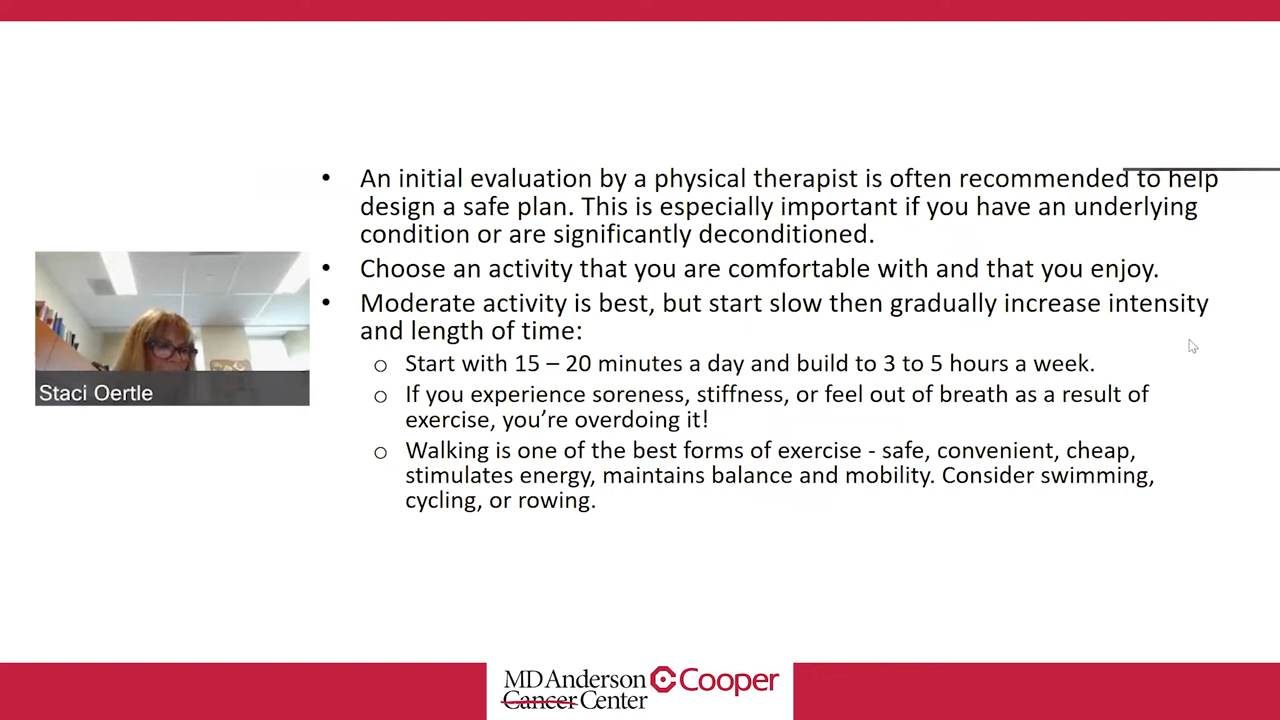 • An initial evaluation by a physical therapist is often recommended to help
design a safe plan. This is especially important if you have an underlying
condition or are significantly deconditioned.
• Choose an activity that you are comfortable with and that you enjoy.
• Moderate activity is best, but start slow then gradually increase intensity
and length of time:
o Start with 15 – 20 minutes a day and build to 3 to 5 hours a week.
o If you experience soreness, stiffness, or feel out of breath as a result of
exercise, you’re overdoing it!
o Walking is one of the best forms of exercise - safe, convenient, cheap,
stimulates energy, maintains balance and mobility. Consider swimming,
cycling, or rowing.
Staci Oertle
MD Anderson
Cancer Center
Cooper